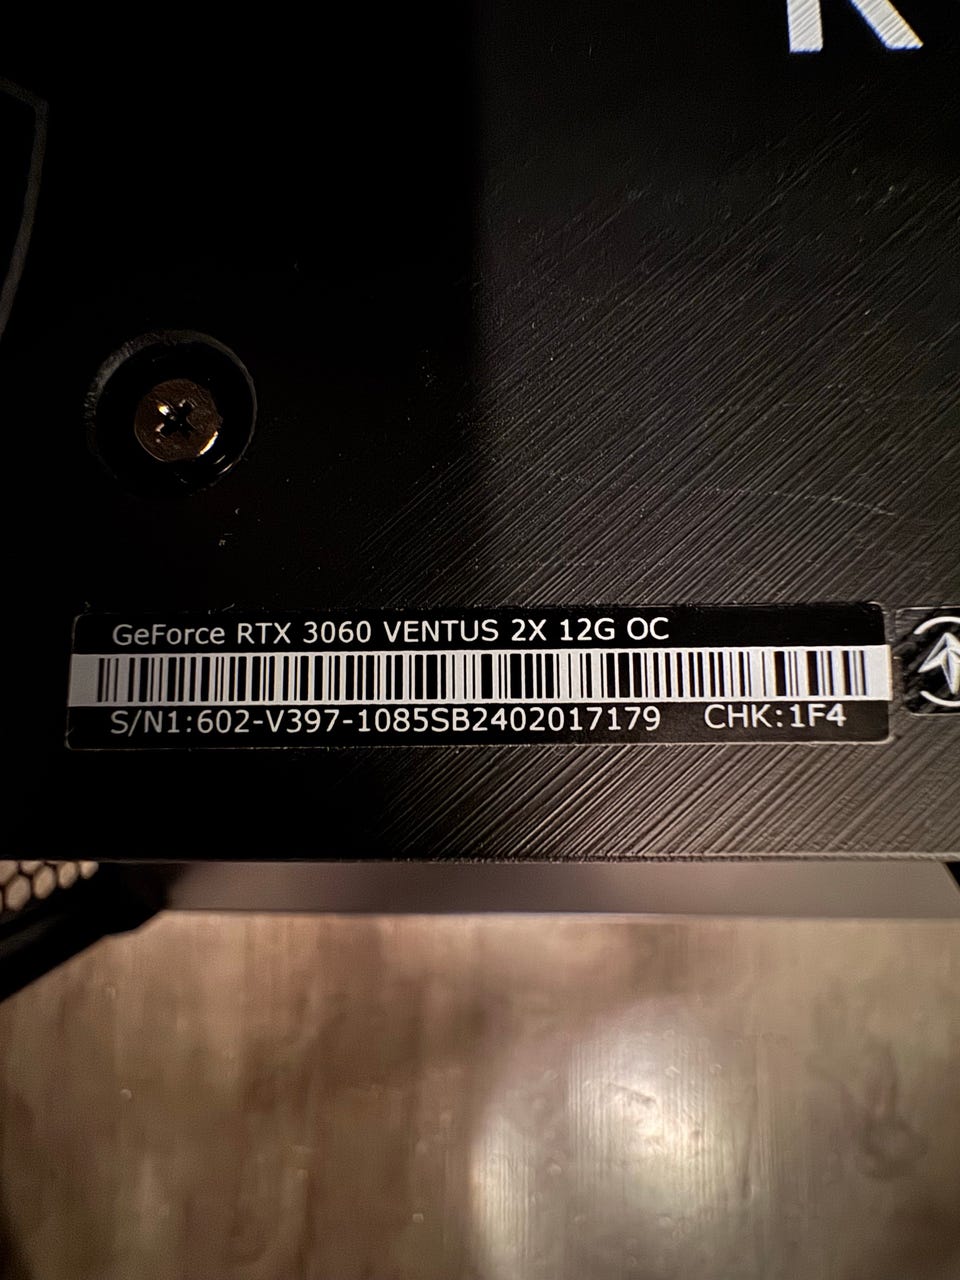 GeForce RTX 3060 VENTUS 2X 12G OC
S/N1:602-V397-1085SB2402017179 CHK:1F4